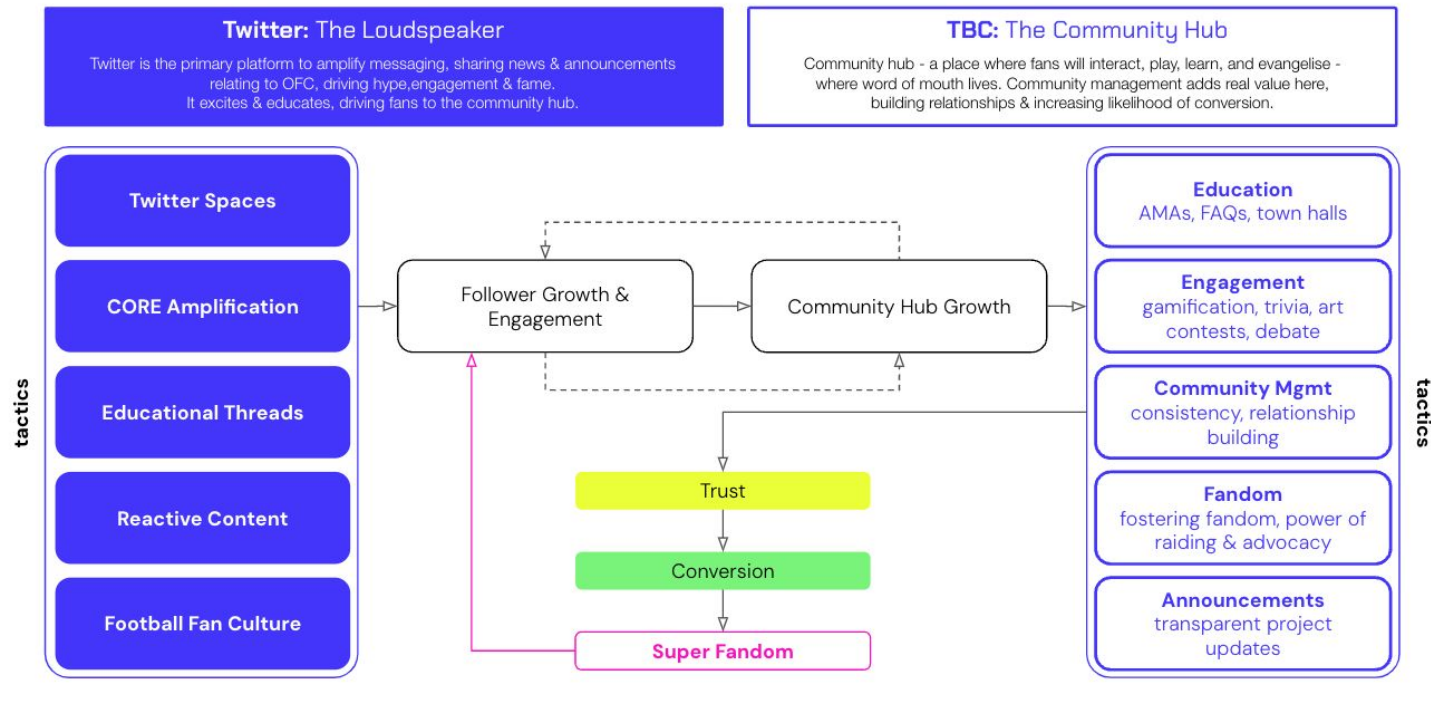 Twitter: The Loudspeaker
Twitter is the primary platform to amplify messaging, sharing news & announcements
relating to OFC, driving hype,engagement & fame.
It excites & educates, driving fans to the community hub.
TBC: The Community Hub
Community hub - a place where fans will interact, play, learn, and evangelise -
where word of mouth lives. Community management adds real value here,
building relationships & increasing likelihood of conversion.
tactics
Twitter Spaces
CORE Amplification
Educational Threads
Reactive Content
Football Fan Culture
Follower Growth &
Engagement
Community Hub Growth
Trust
Conversion
Super Fandom
Education
AMAs, FAQs, town halls
Engagement
gamification, trivia, art
contests, debate
Community Mgmt
consistency, relationship
building
Fandom
fostering fandom, power of
raiding & advocacy
Announcements
transparent project
updates
tactics